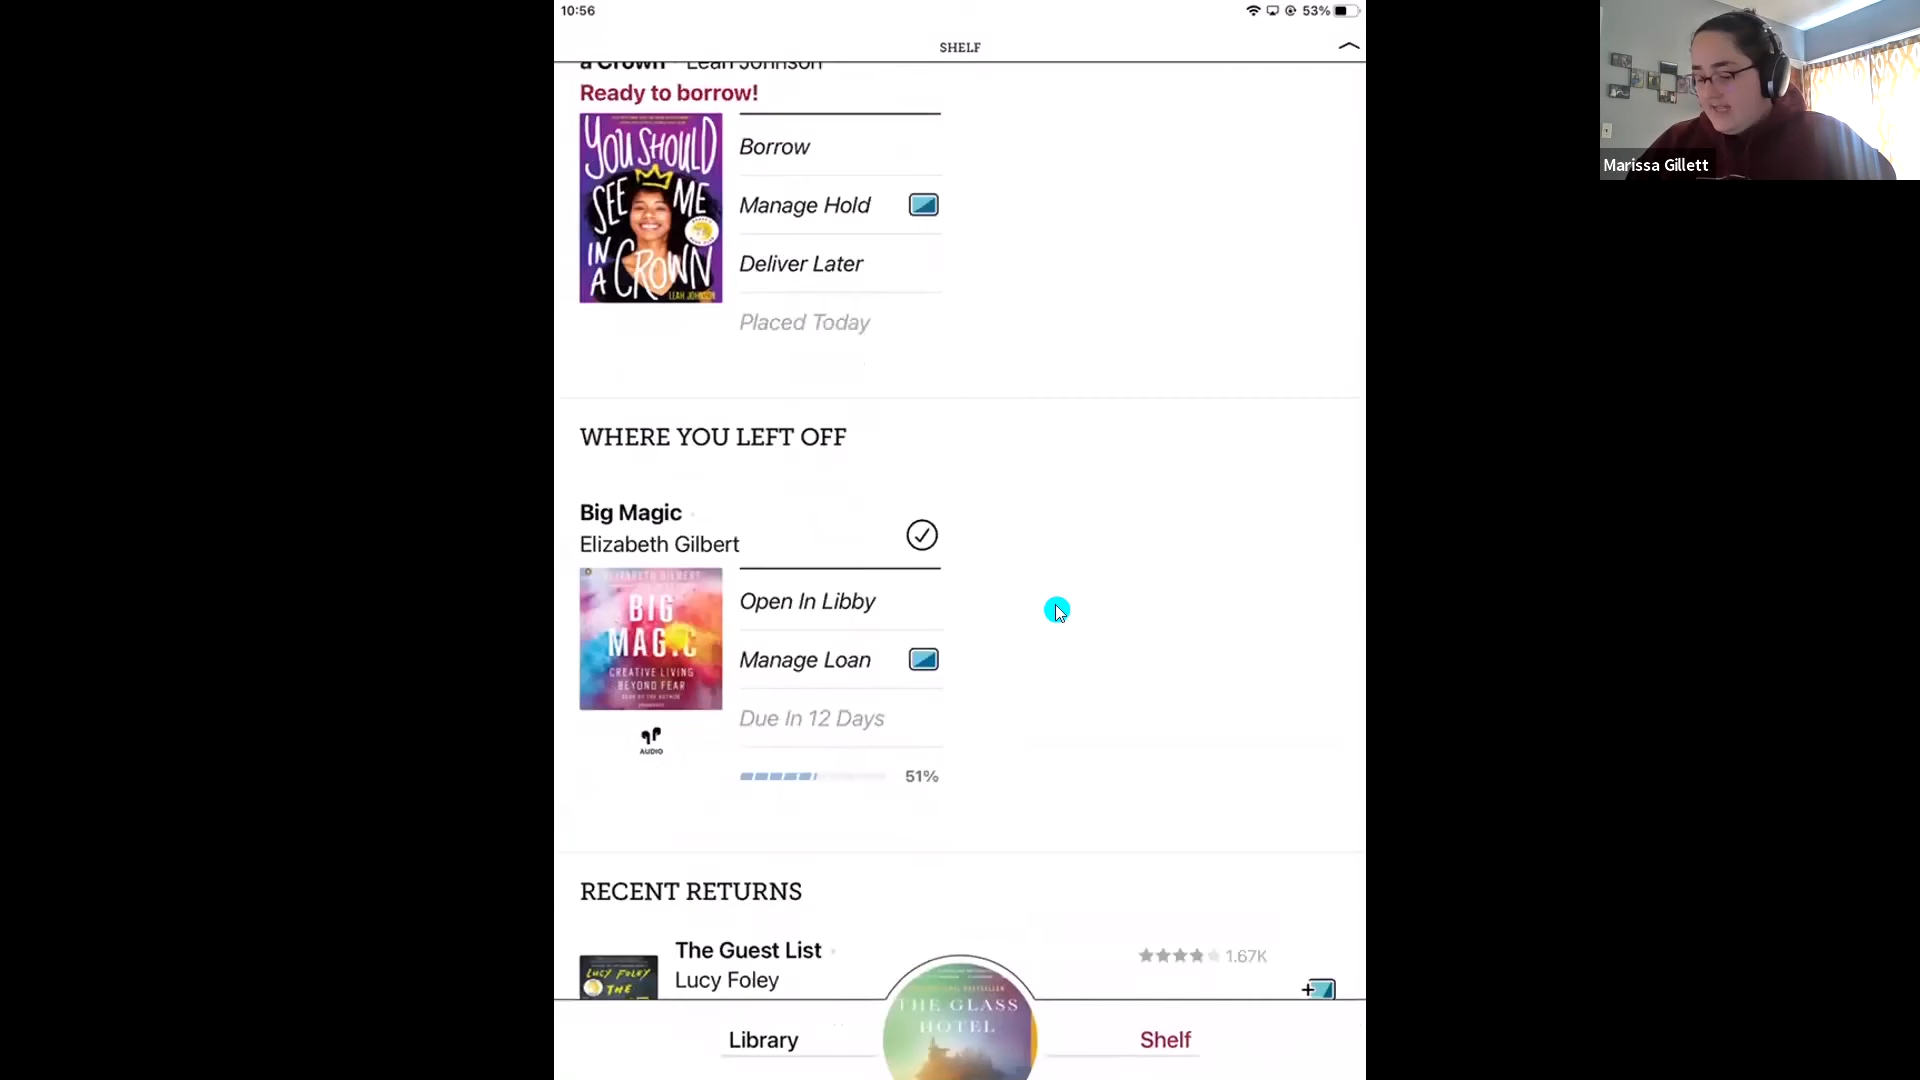 10:56
53%
SHELF
a Crown Leah Johnson
Ready to borrow!
YOU SHOULD
SEE ME
IN A CROWN
LEAH JOHNSON
Borrow
Manage Hold
Deliver Later
Placed Today
WHERE YOU LEFT OFF
Big Magic
Elizabeth Gilbert
ELIZABETH GILBERT
BIG
MAGIC
CREATIVE LIVING
BEYOND FEAR
AUDIO
Open In Libby
Manage Loan
Due In 12 Days
51%
RECENT RETURNS
The Guest List
Lucy Foley
1.67K
LUCY FOLEY
THE
THE GLASS
HOTEL
Library
Shelf
Marissa Gillett